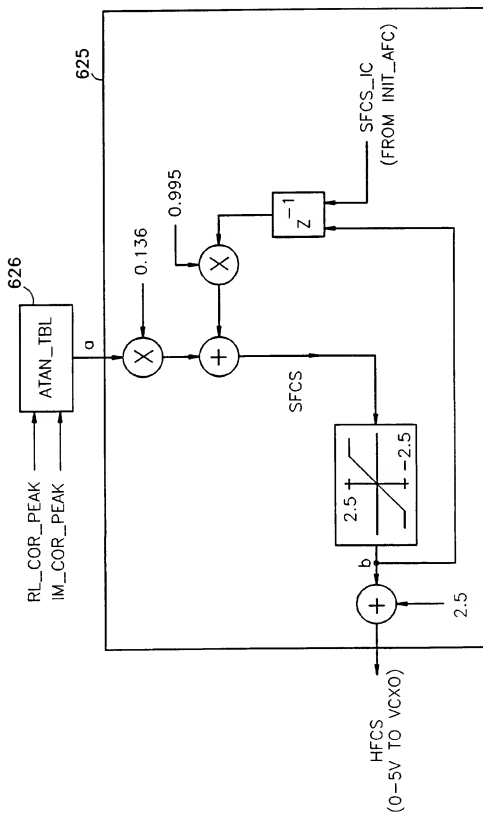 625
626
RL_COR_PEAK
IM_COR_PEAK
ATAN_TBL
a
0.136
X
0.995
X
+
z⁻¹
SFCS_IC
(FROM INIT_AFC)
SFCS
2.5
-2.5
b
+
2.5
HFCS
(0-5V TO VCXO)